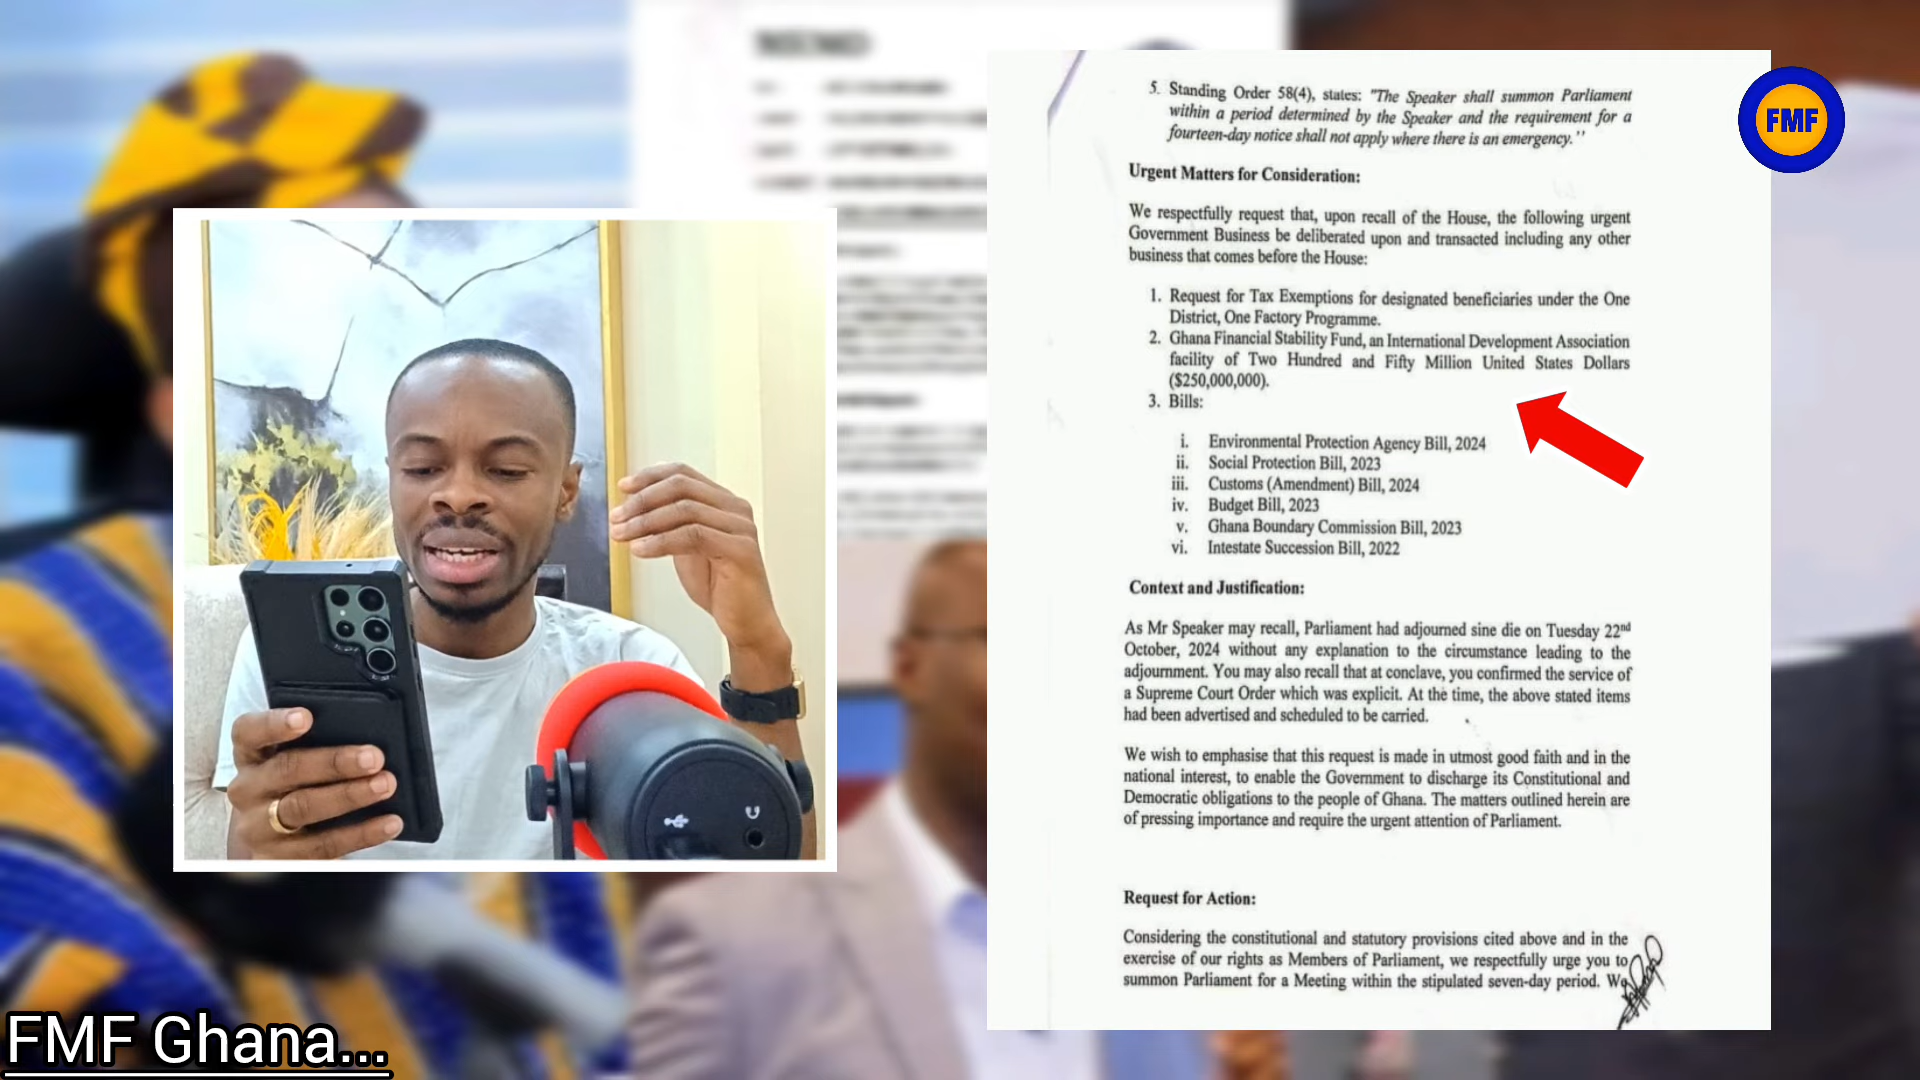 5. Standing Order 58(4), states: "The Speaker shall summon Parliament
within a period determined by the Speaker and the requirement for a
fourteen-day notice shall not apply where there is an emergency.''
Urgent Matters for Consideration:
We respectfully request that, upon recall of the House, the following urgent
Government Business be deliberated upon and transacted including any other
business that comes before the House:
1. Request for Tax Exemptions for designated beneficiaries under the One
District, One Factory Programme.
2. Ghana Financial Stability Fund, an International Development Association
facility of Two Hundred and Fifty Million United States Dollars
($250,000,000).
3. Bills:
i. Environmental Protection Agency Bill, 2024
ii. Social Protection Bill, 2023
iii. Customs (Amendment) Bill, 2024
iv. Budget Bill, 2023
v. Ghana Boundary Commission Bill, 2023
vi. Intestate Succession Bill, 2022
Context and Justification:
As Mr Speaker may recall, Parliament had adjourned sine die on Tuesday 22nd
October, 2024 without any explanation to the circumstance leading to the
adjournment. You may also recall that at conclave, you confirmed the service of
a Supreme Court Order which was explicit. At the time, the above stated items
had been advertised and scheduled to be carried.
We wish to emphasise that this request is made in utmost good faith and in the
national interest, to enable the Government to discharge its Constitutional and
Democratic obligations to the people of Ghana. The matters outlined herein are
of pressing importance and require the urgent attention of Parliament.
Request for Action:
Considering the constitutional and statutory provisions cited above and in the
exercise of our rights as Members of Parliament, we respectfully urge you to
summon Parliament for a Meeting within the stipulated seven-day period. We
FMF
FMF Ghana...